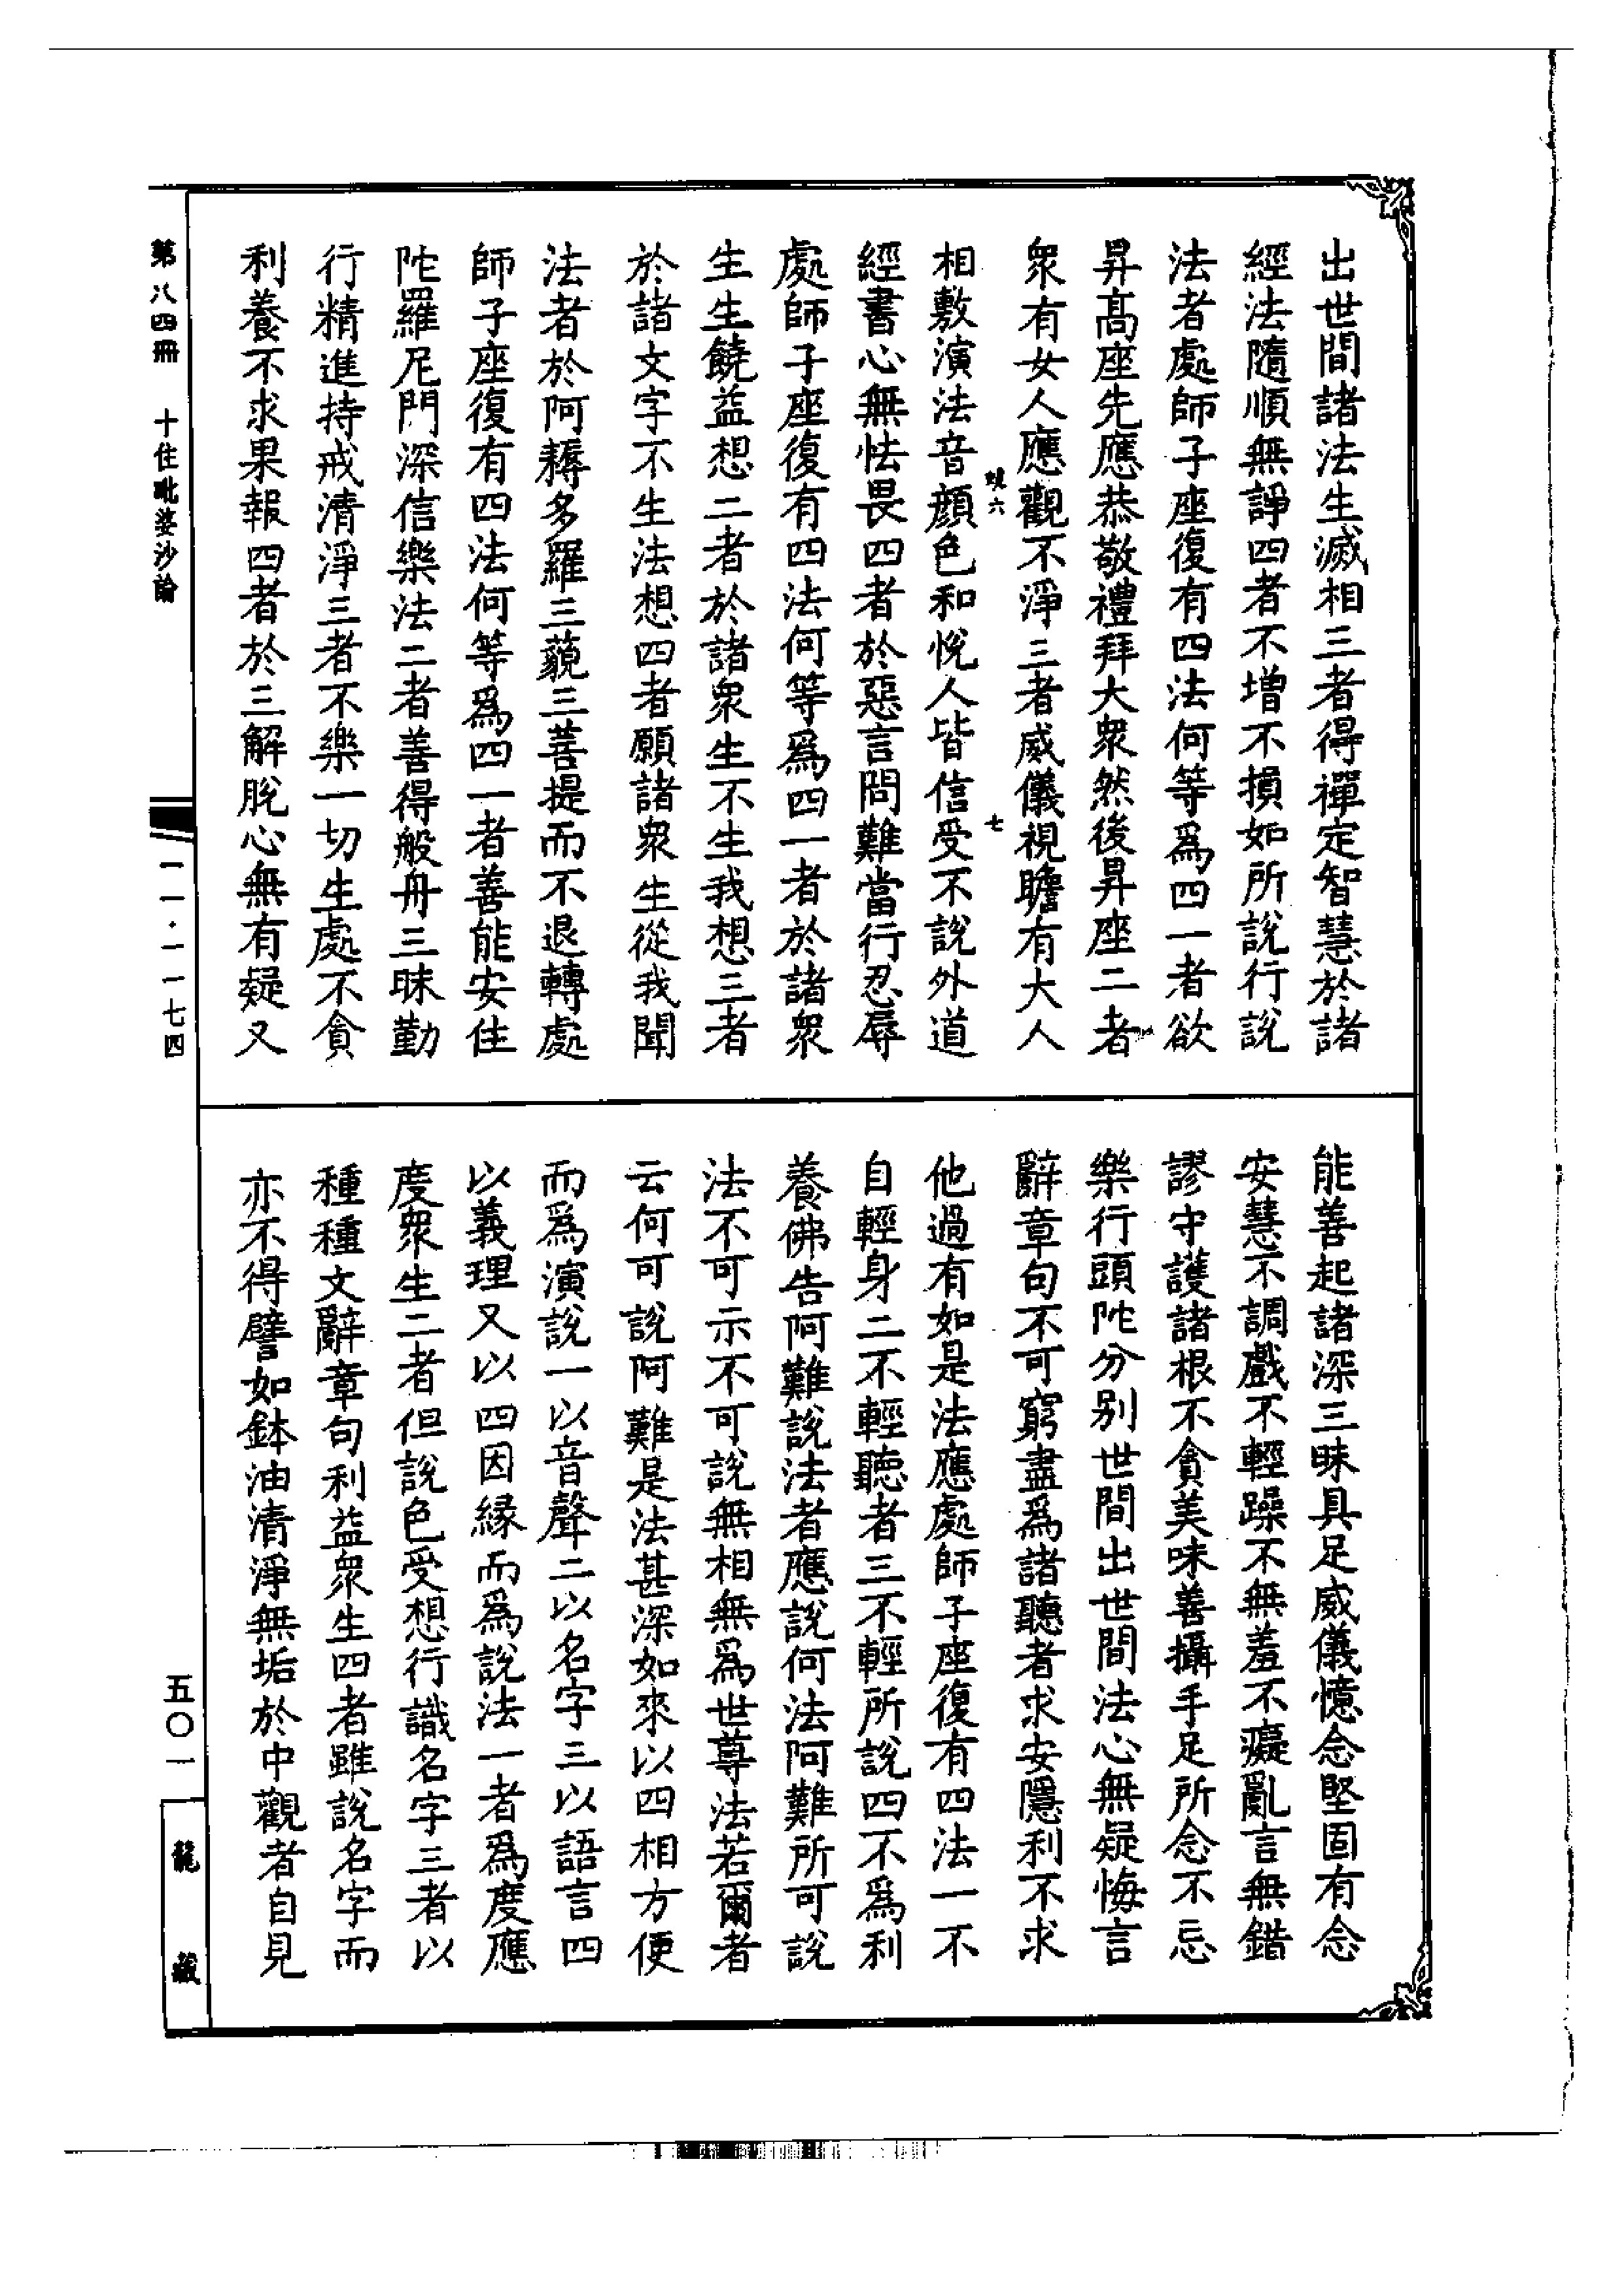 出世間諸法生滅相三者得禪定智慧於諸
經法隨順無諍四者不增不損如所說行說
法者處師子座復有四法何等爲四一者欲
昇高座先應恭敬禮拜大衆然後昇座二者
衆有女人應觀不淨三者威儀視瞻有大人
相敷演法音顏色和悅人皆信受不說外道
經書心無怯畏四者於惡言問難當行忍辱
處師子座復有四法何等爲四一者於諸衆
生生饒益想二者於諸衆生不生我想三者
於諸文字不生法想四者願諸衆生從我聞
法者於阿耨多羅三藐三菩提而不退轉處
師子座復有四法何等爲四一者善能安住
陀羅尼門深信樂法二者善得般舟三昧勤
行精進持戒清淨三者不樂一切生處不貪
利養不求果報四者於三解脫心無有疑又
能善起諸深三昧具足威儀憶念堅固有念
安慧不調戲不輕躁不無羞不癡亂言無錯
謬守護諸根不貪美味善攝手足所念不忘
樂行頭陀分別世間出世間法心無疑悔言
辭章句不可窮盡爲諸聽者求安隱利不求
他過有如是法應處師子座復有四法一不
自輕身二不輕聽者三不輕所說四不爲利
養佛告阿難說法者應說何法阿難所可說
法不可示不可說無相無爲世尊法若爾者
云何可說阿難是法甚深如來以四相方便
而爲演說一以音聲二以名字三以語言四
以義理又以四因緣而爲說法一者爲度應
度衆生二者但說色受想行識名字三者以
種種文辭章句利益衆生四者雖說名字而
亦不得譬如鉢油清淨無垢於中觀者自見
六
七
第八四冊 十住毗婆沙論
一一·一一七四
五〇一
龍藏